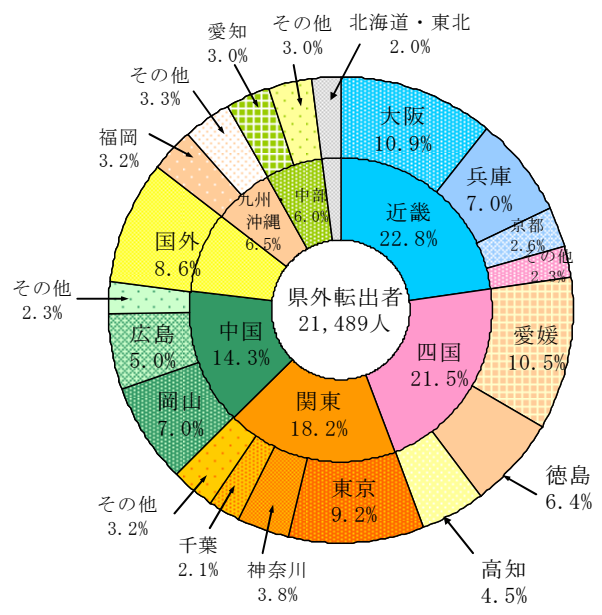 県外転出者
21,489人
近畿
22.8%
大阪
10.9%
兵庫
7.0%
京都
2.6%
その他
2.3%
四国
21.5%
愛媛
10.5%
徳島
6.4%
高知
4.5%
関東
18.2%
東京
9.2%
神奈川
3.8%
千葉
2.1%
その他
3.2%
中国
14.3%
岡山
7.0%
広島
5.0%
その他
2.3%
国外
8.6%
九州
沖縄
6.5%
福岡
3.2%
その他
3.3%
中部
6.0%
愛知
3.0%
その他
3.0%
北海道・東北
2.0%